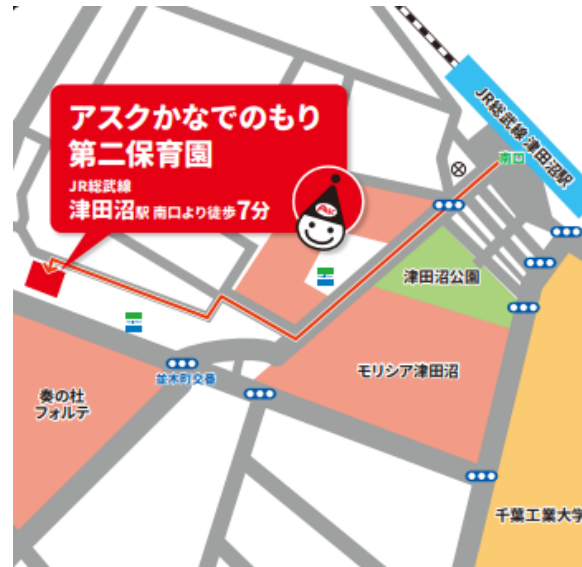 アスクかなでのもり
第二保育園
JR総武線
津田沼駅 南口より徒歩7分
JR総武線 津田沼駅
南口
津田沼公園
モリシア津田沼
並木町交番
奏の杜
フォルテ
千葉工業大学